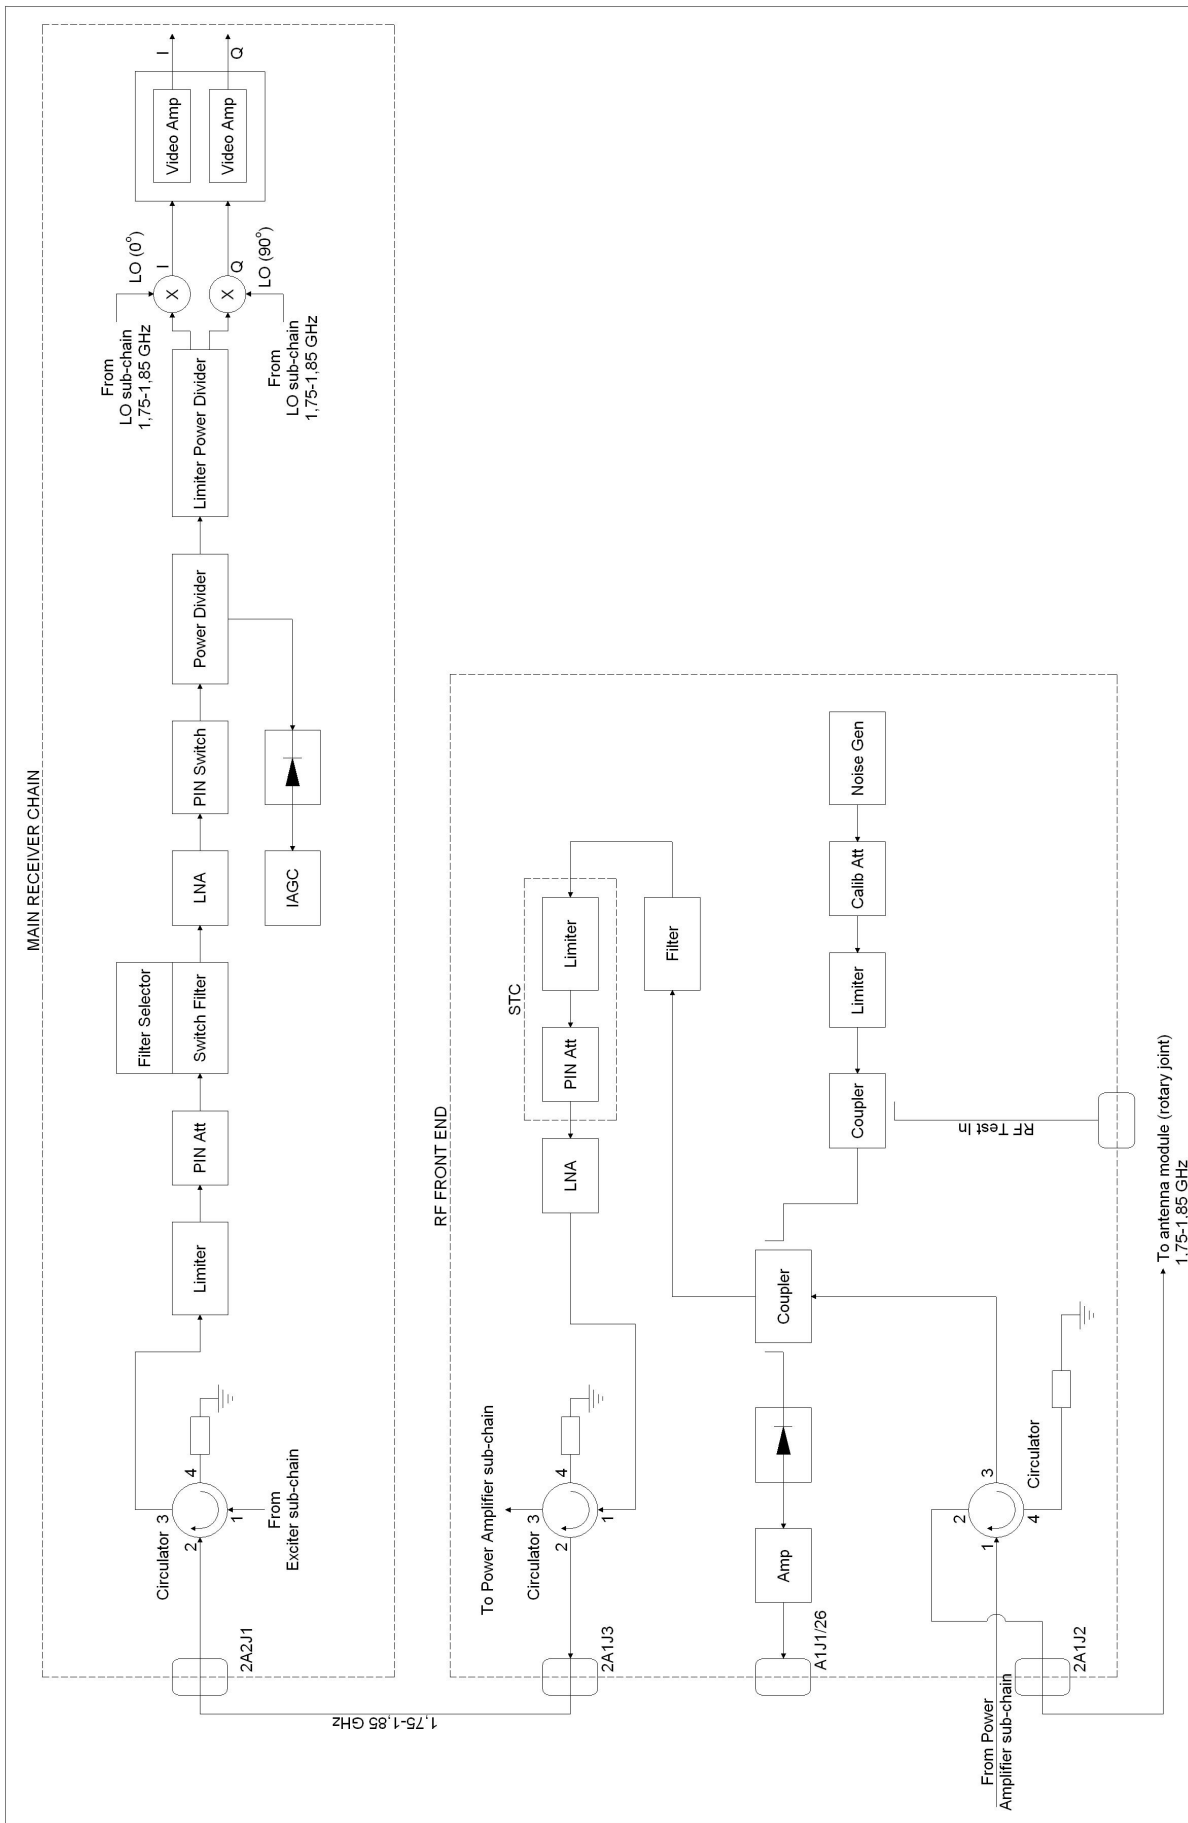 MAIN RECEIVER CHAIN
2A2J1
Circulator
2
3
4
1
From
Exciter sub-chain
Limiter
PIN Att
Filter Selector
Switch Filter
LNA
PIN Switch
Power Divider
IAGC
Limiter Power Divider
From
LO sub-chain
1,75-1,85 GHz
LO (0°)
X
I
X
Q
LO (90°)
From
LO sub-chain
1,75-1,85 GHz
Video Amp
Video Amp
I
Q
1,75-1,85 GHz
RF FRONT END
2A1J3
To Power Amplifier sub-chain
Circulator
2
3
4
1
LNA
STC
PIN Att
Limiter
Filter
A1J1/26
Amp
Coupler
Coupler
Limiter
Calib Att
Noise Gen
RF Test In
2A1J2
From Power
Amplifier sub-chain
1
2
3
4
Circulator
To antenna module (rotary joint)
1,75-1,85 GHz